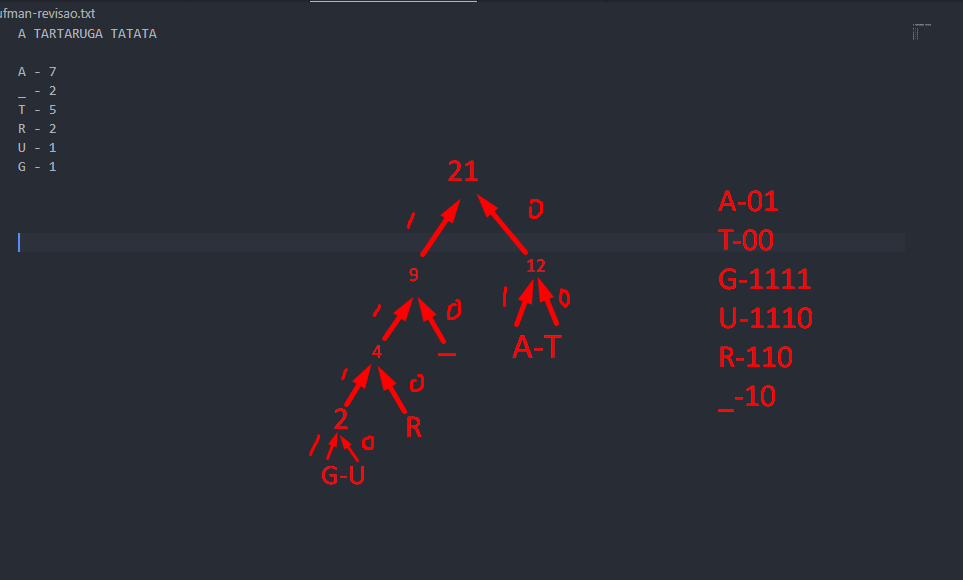 ufman-revisao.txt
A TARTARUGA TATATA
A - 7
_ - 2
T - 5
R - 2
U - 1
G - 1
21
1 0
9 12
1 0 1 0
4 _ A-T
1 0
2 R
1 0
G-U
A-01
T-00
G-1111
U-1110
R-110
_-10